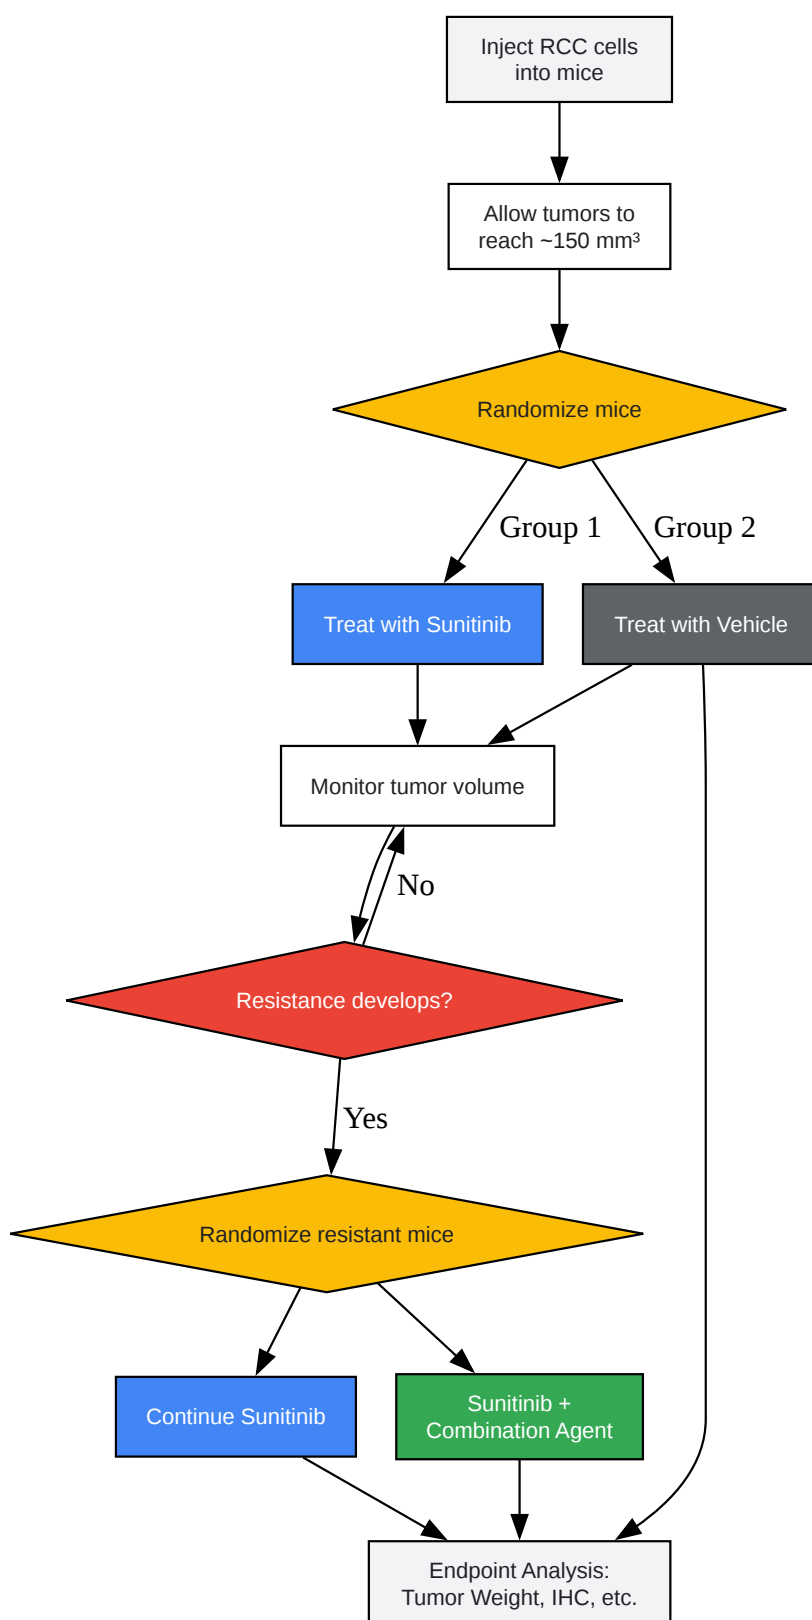 Inject RCC cells
into mice
Allow tumors to
reach ~150 mm³
Randomize mice
Group 1
Group 2
Treat with Sunitinib
Treat with Vehicle
Monitor tumor volume
No
Resistance develops?
Yes
Randomize resistant mice
Continue Sunitinib
Sunitinib +
Combination Agent
Endpoint Analysis:
Tumor Weight, IHC, etc.